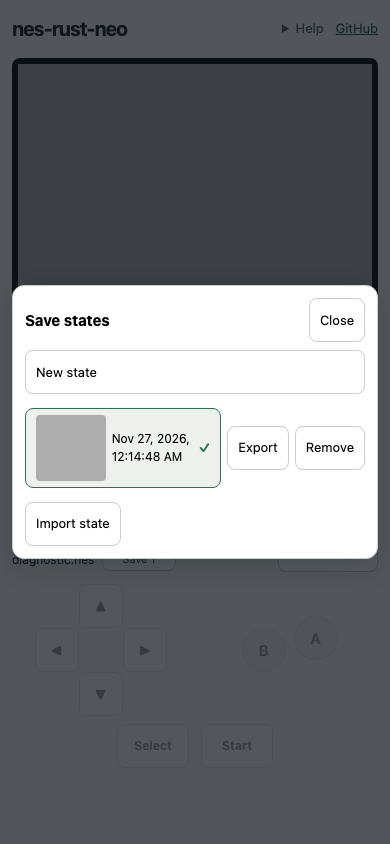 nes-rust-neo
▶ Help GitHub
Save states
Close
New state
Nov 27, 2026,
12:14:48 AM
Export
Remove
Import state
diagnostic.nes
Save 1
B
A
Select
Start